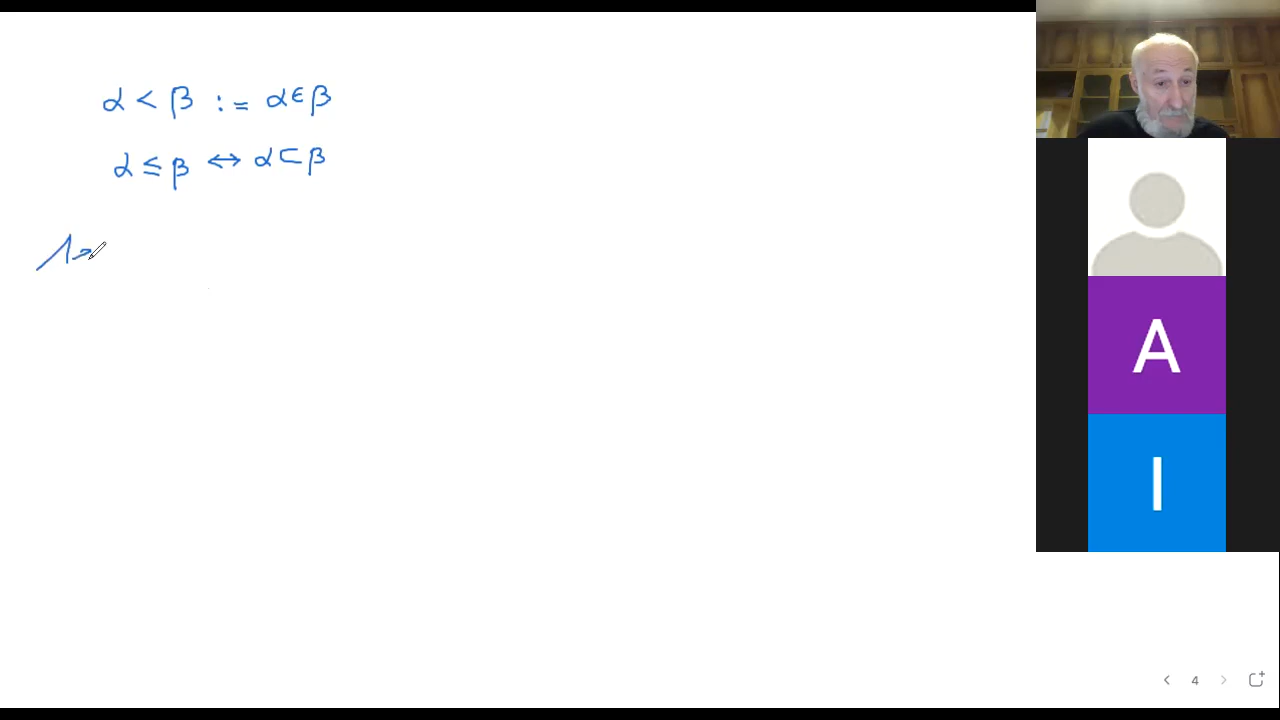 α < β := α ∈ β
α ≤ β ↔ α ⊂ β
A
I
4